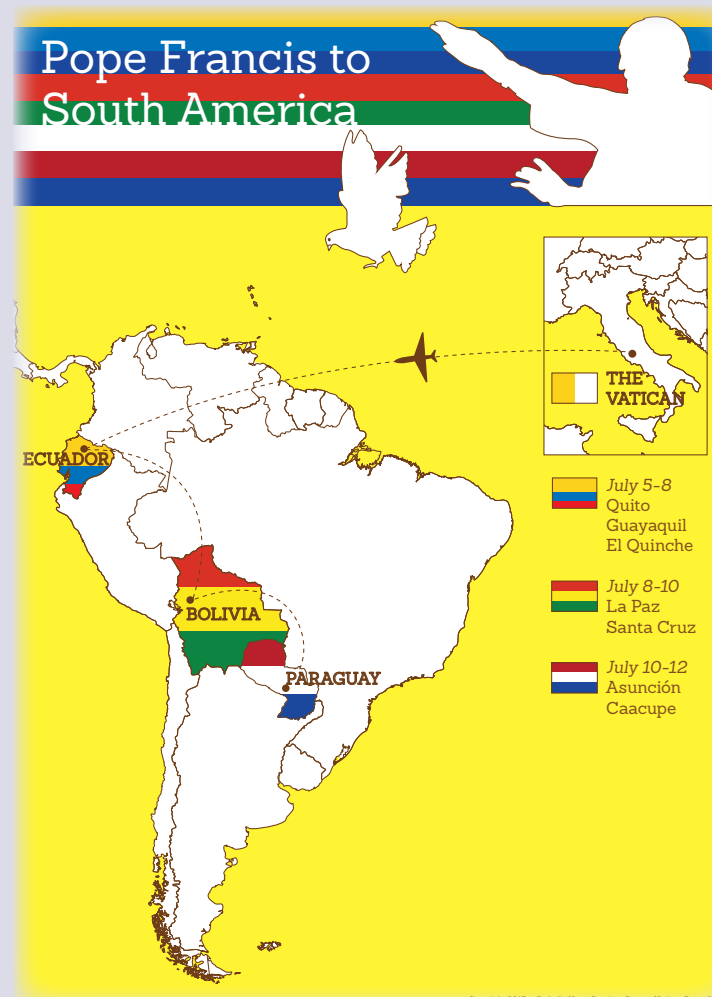 Pope Francis to
South America
THE
VATICAN
ECUADOR
July 5-8
Quito
Guayaquil
El Quinche
BOLIVIA
July 8-10
La Paz
Santa Cruz
PARAGUAY
July 10-12
Asunción
Caacupe